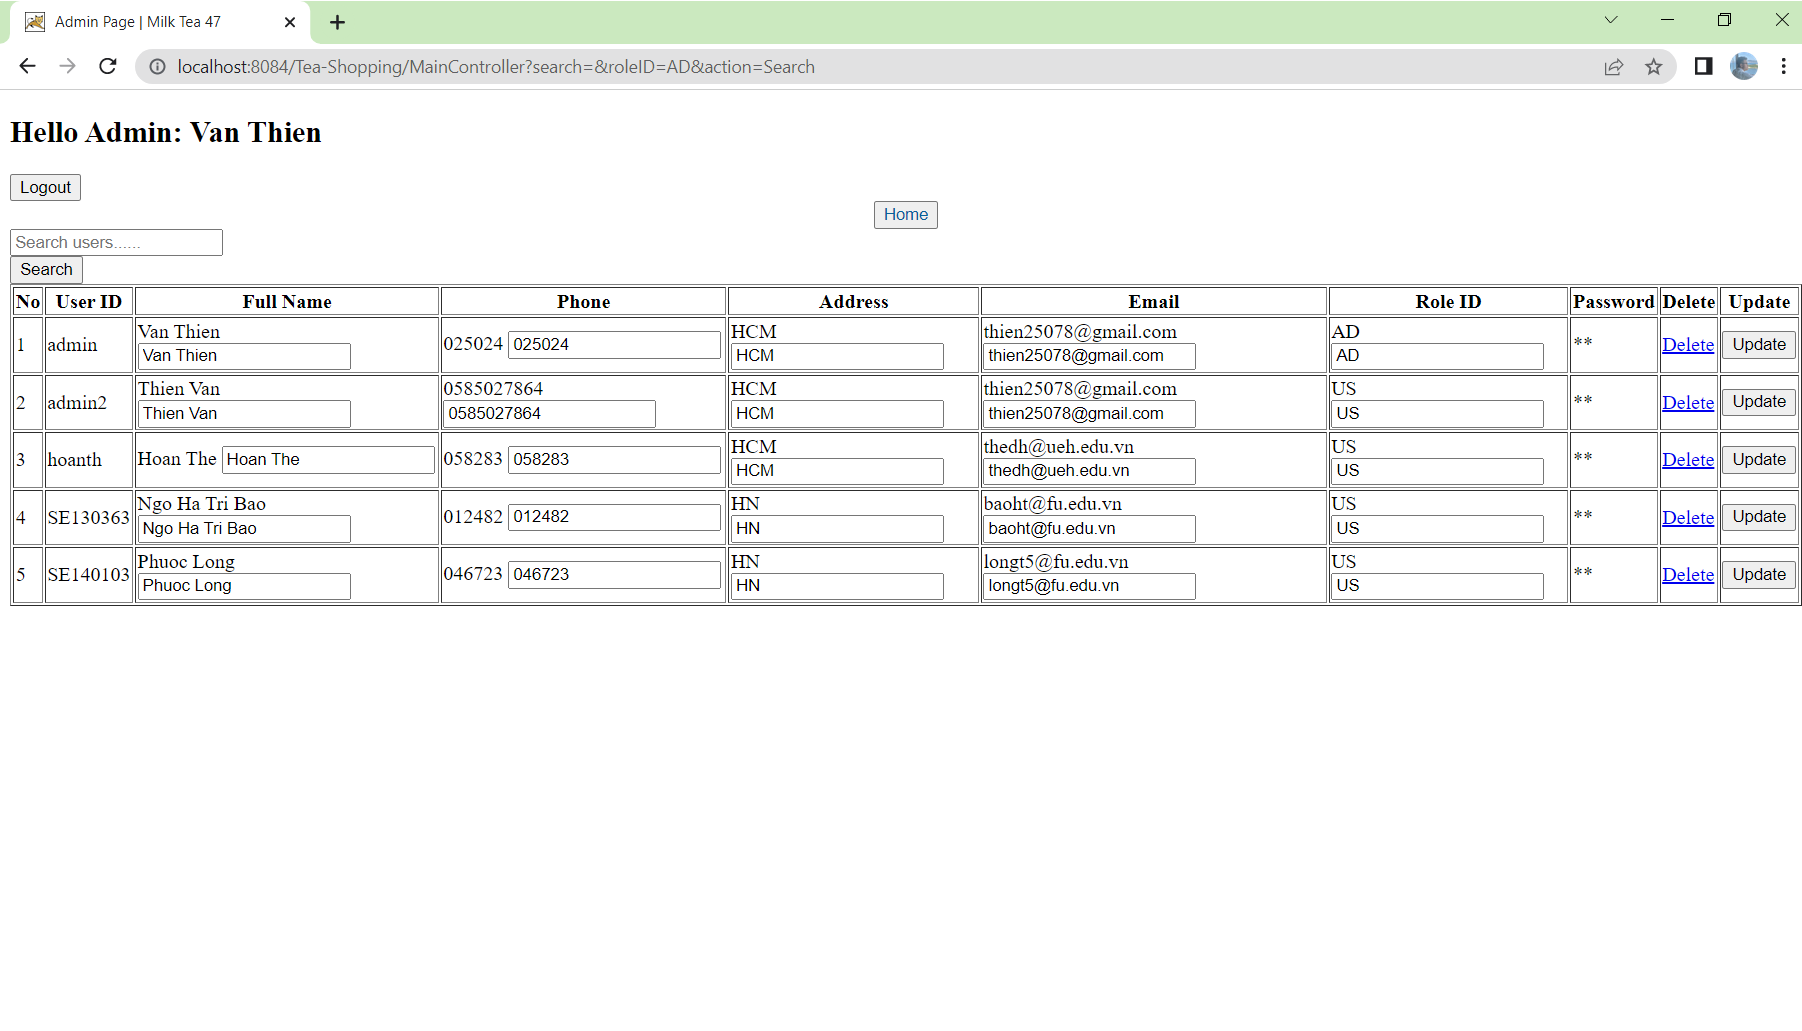 Admin Page | Milk Tea 47
localhost:8084/Tea-Shopping/MainController?search=&roleID=AD&action=Search
Hello Admin: Van Thien
Logout
Home
Search users......
Search
No User ID Full Name Phone Address Email Role ID Password Delete Update
1 admin Van Thien Van Thien 025024 025024 HCM HCM thien25078@gmail.com thien25078@gmail.com AD AD ** Delete Update
2 admin2 Thien Van Thien Van 0585027864 0585027864 HCM HCM thien25078@gmail.com thien25078@gmail.com US US ** Delete Update
3 hoanth Hoan The Hoan The 058283 058283 HCM HCM thedh@ueh.edu.vn thedh@ueh.edu.vn US US ** Delete Update
4 SE130363 Ngo Ha Tri Bao Ngo Ha Tri Bao 012482 012482 HN HN baoht@fu.edu.vn baoht@fu.edu.vn US US ** Delete Update
5 SE140103 Phuoc Long Phuoc Long 046723 046723 HN HN longt5@fu.edu.vn longt5@fu.edu.vn US US ** Delete Update